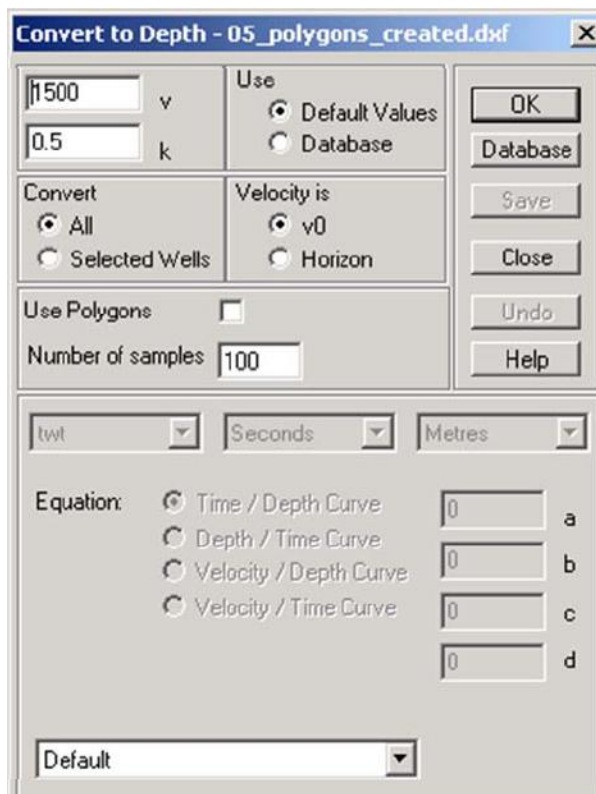 Convert to Depth - 05_polygons_created.dxf
1500 v
0.5 k
Use
Default Values
Database
OK
Database
Save
Close
Undo
Help
Convert
All
Selected Wells
Velocity is
v0
Horizon
Use Polygons
Number of samples 100
twt Seconds Metres
Equation:
Time / Depth Curve
Depth / Time Curve
Velocity / Depth Curve
Velocity / Time Curve
0 a
0 b
0 c
0 d
Default